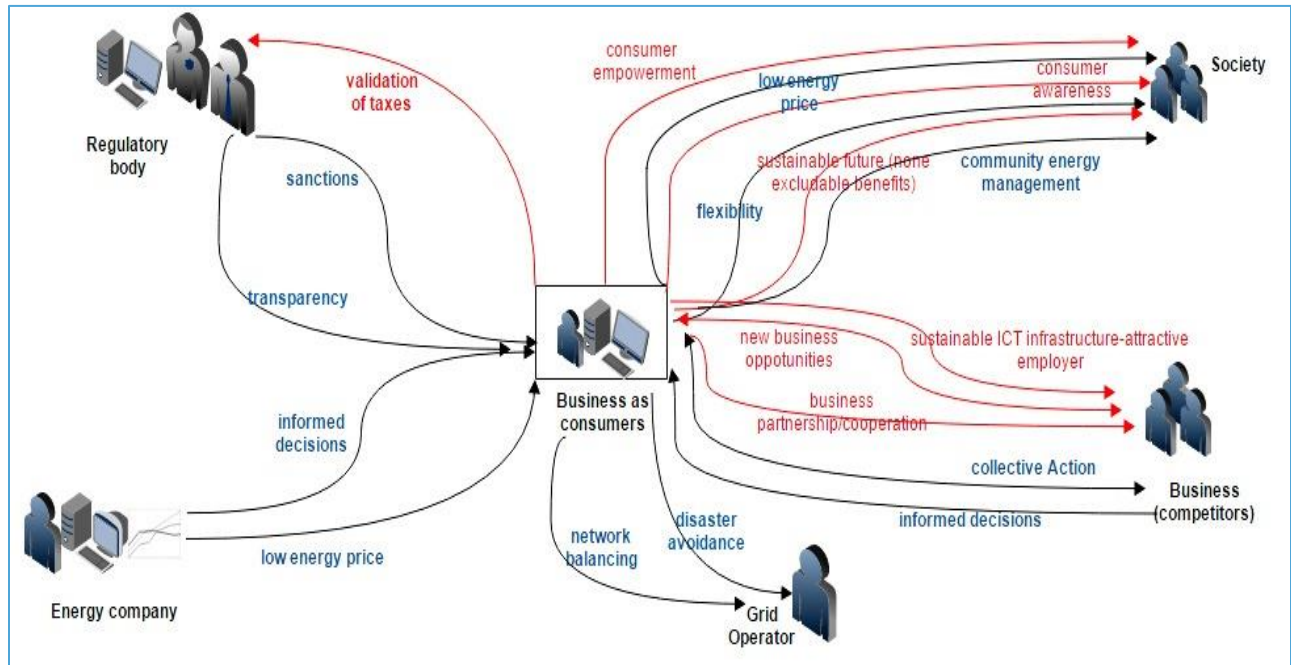 validation
of taxes
Regulatory
body
sanctions
transparency
informed
decisions
low energy price
Energy company
Business as
consumers
network
balancing
disaster
avoidance
Grid
Operator
consumer
empowerment
low energy
price
consumer
awareness
Society
sustainable future (none
excludable benefits)
community energy
management
flexibility
new business
oppotunities
sustainable ICT infrastructure-attractive
employer
business
partnership/cooperation
collective Action
informed decisions
Business
(competitors)